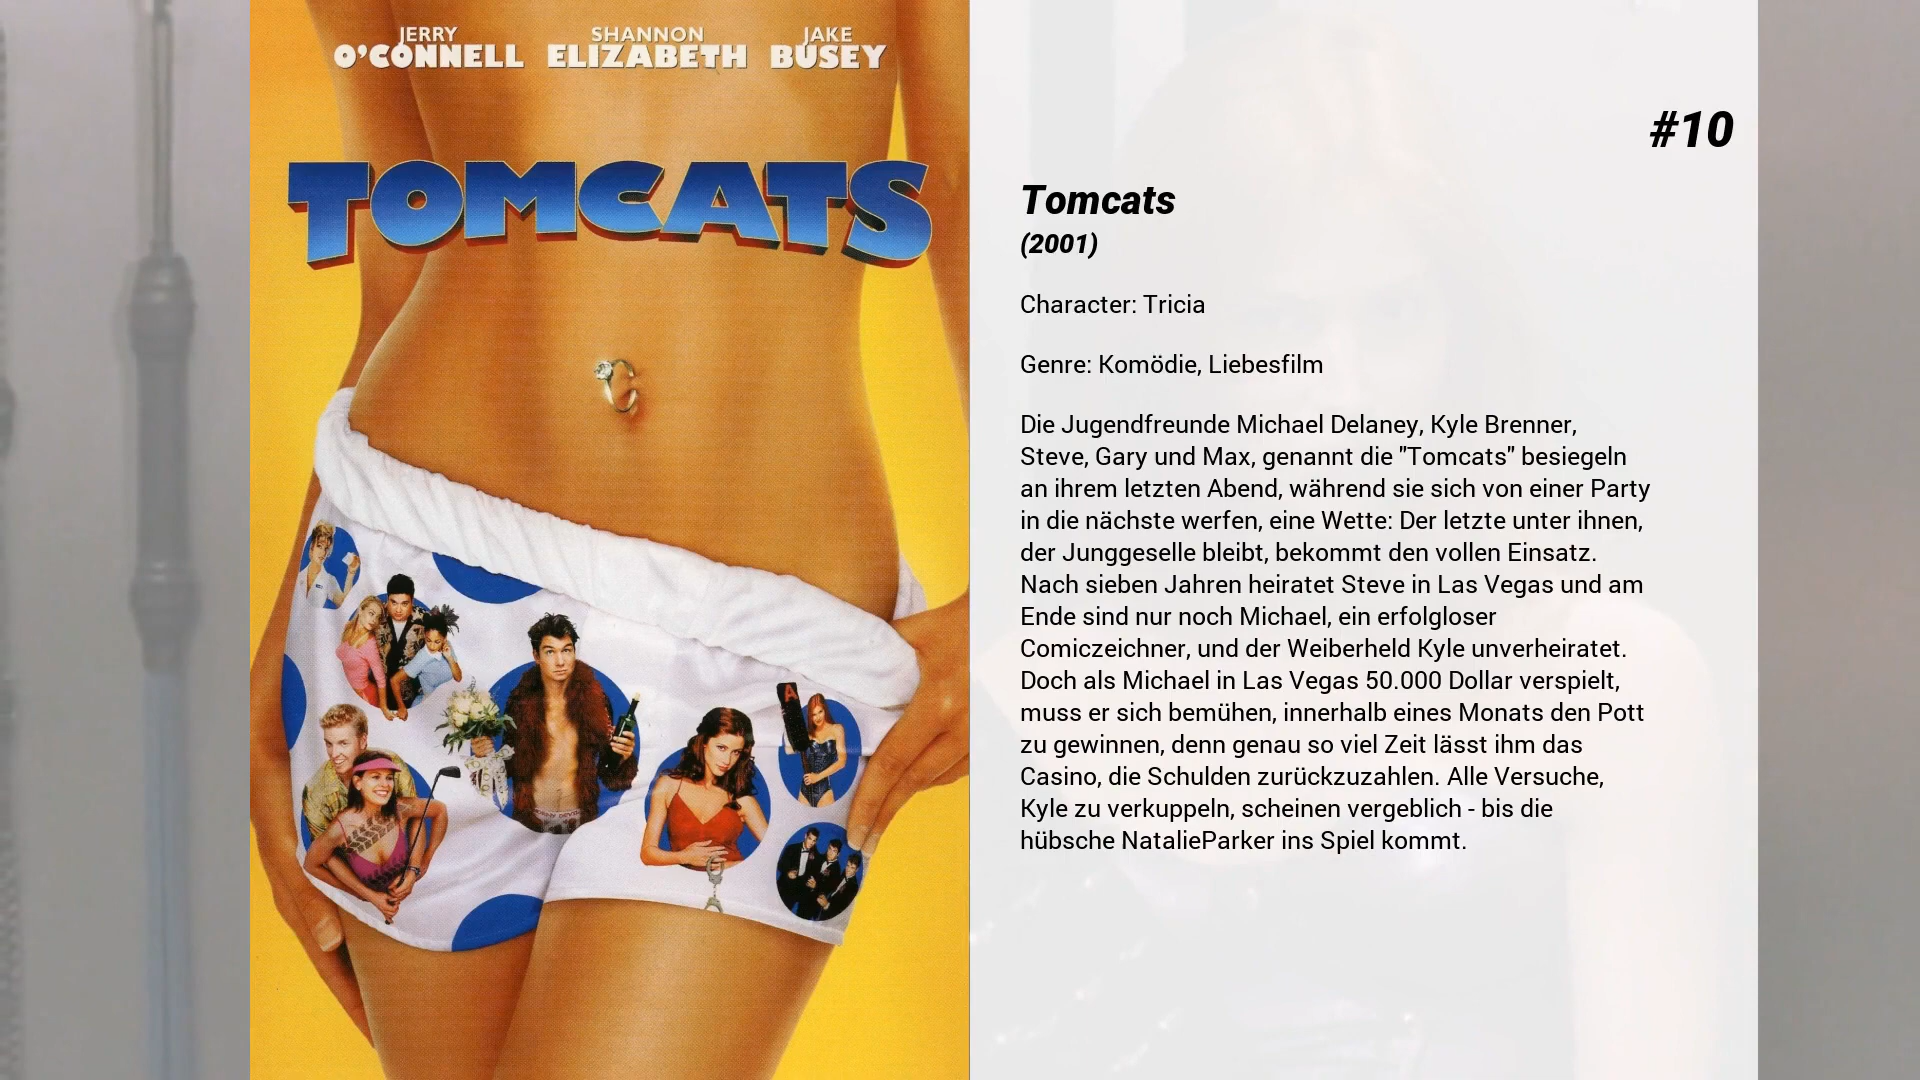 JERRY SHANNON JAKE
O'CONNELL ELIZABETH BUSEY
TOMCATS
#10
Tomcats
(2001)
Character: Tricia
Genre: Komödie, Liebesfilm
Die Jugendfreunde Michael Delaney, Kyle Brenner,
Steve, Gary und Max, genannt die "Tomcats" besiegeln
an ihrem letzten Abend, während sie sich von einer Party
in die nächste werfen, eine Wette: Der letzte unter ihnen,
der Junggeselle bleibt, bekommt den vollen Einsatz.
Nach sieben Jahren heiratet Steve in Las Vegas und am
Ende sind nur noch Michael, ein erfolgloser
Comiczeichner, und der Weiberheld Kyle unverheiratet.
Doch als Michael in Las Vegas 50.000 Dollar verspielt,
muss er sich bemühen, innerhalb eines Monats den Pott
zu gewinnen, denn genau so viel Zeit lässt ihm das
Casino, die Schulden zurückzuzahlen. Alle Versuche,
Kyle zu verkuppeln, scheinen vergeblich - bis die
hübsche NatalieParker ins Spiel kommt.